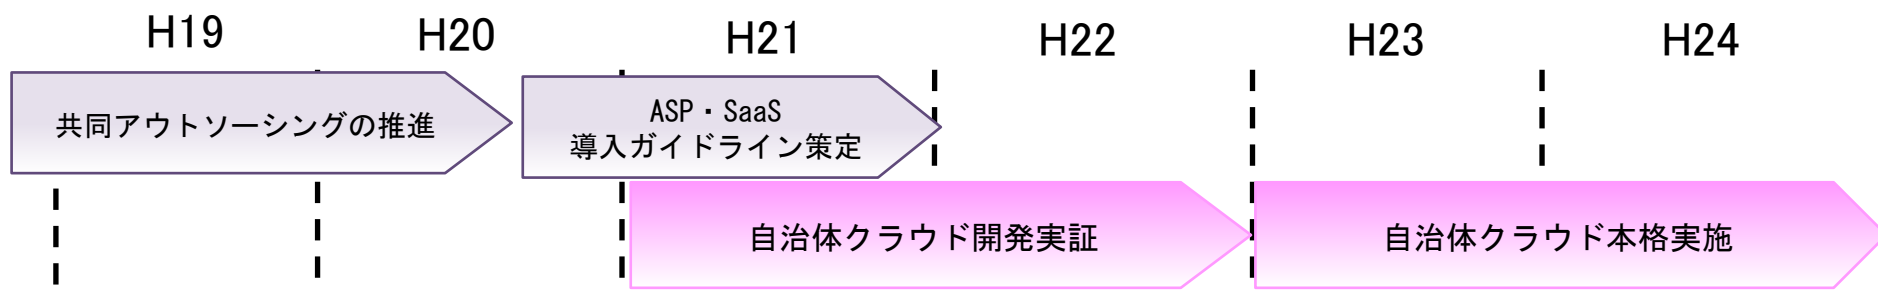 H19
H20
H21
H22
H23
H24
共同アウトソーシングの推進
ASP・SaaS
導入ガイドライン策定
自治体クラウド開発実証
自治体クラウド本格実施